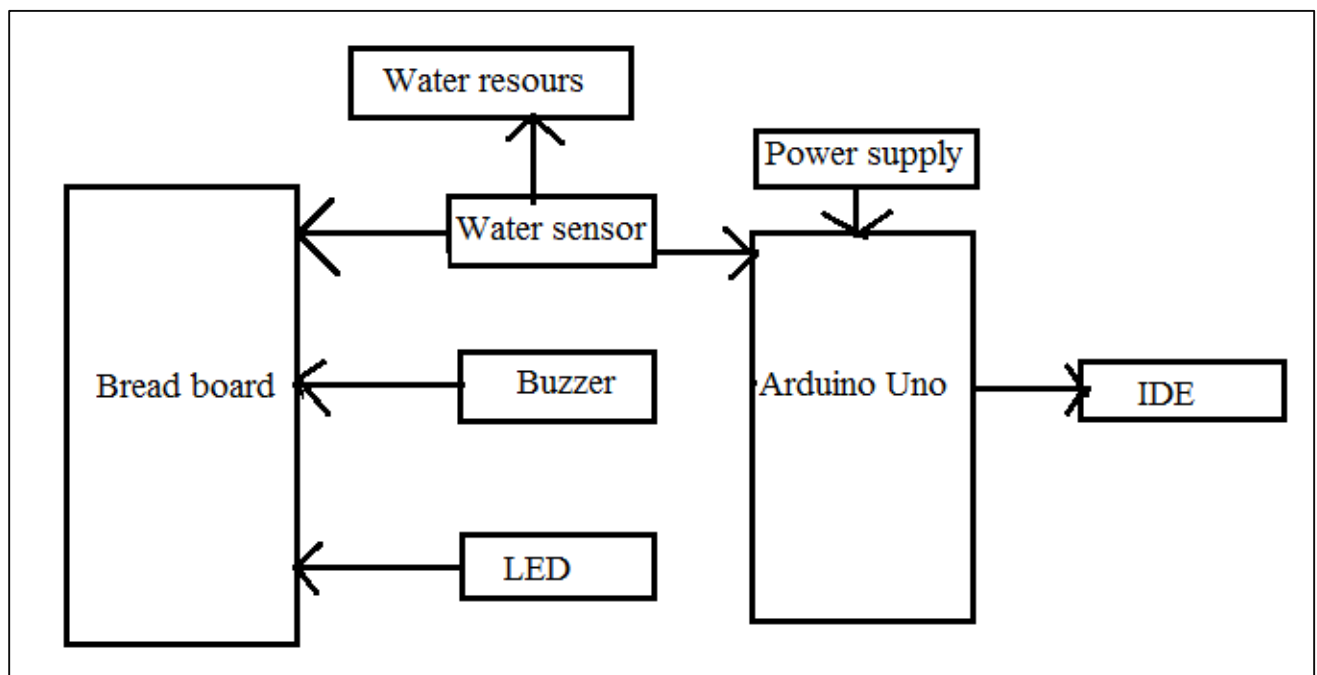 Water resours
Power supply
Water sensor
Bread board
Buzzer
Arduino Uno
IDE
LED